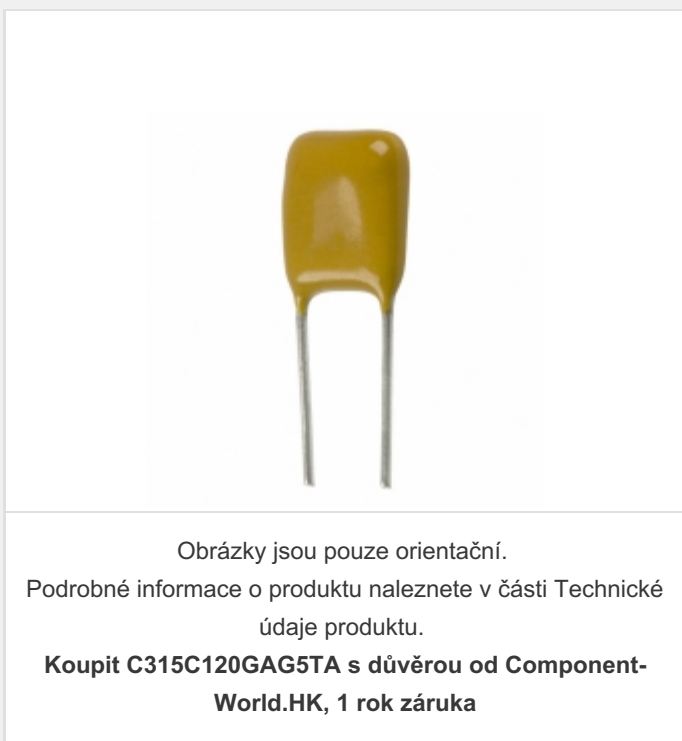 Obrázky jsou pouze orientační.
Podrobné informace o produktu naleznete v části Technické
údaje produktu.
Koupit C315C120GAG5TA s důvěrou od Component-
World.HK, 1 rok záruka